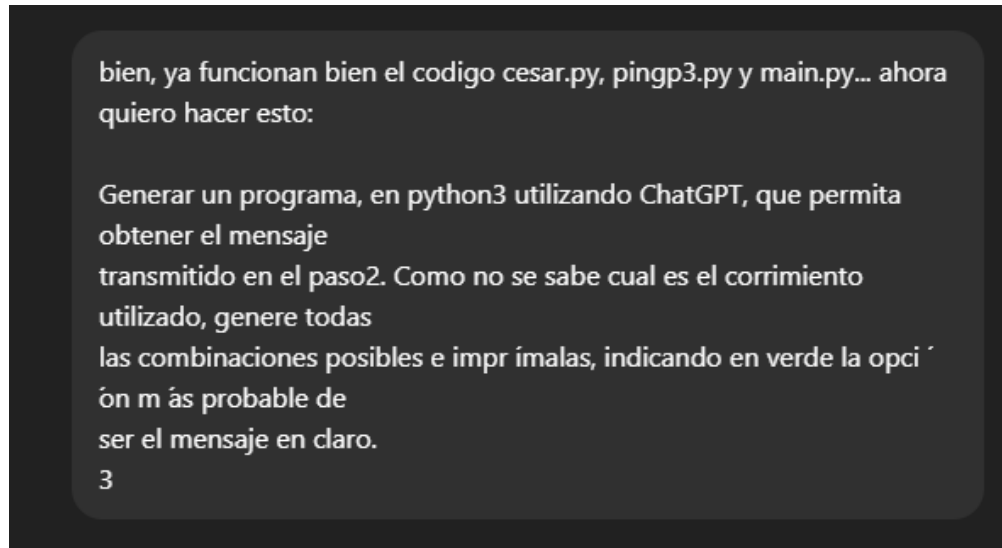 bien, ya funcionan bien el codigo cesar.py, pingp3.py y main.py... ahora
quiero hacer esto:
Generar un programa, en python3 utilizando ChatGPT, que permita
obtener el mensaje
transmitido en el paso2. Como no se sabe cual es el corrimiento
utilizado, genere todas
las combinaciones posibles e impr ímalas, indicando en verde la opci ´
ón m ás probable de
ser el mensaje en claro.
3